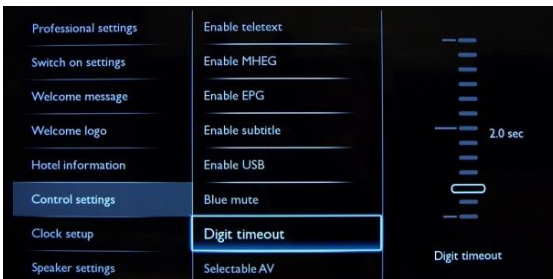 Professional settings
Switch on settings
Welcome message
Welcome logo
Hotel information
Control settings
Clock setup
Speaker settings
Enable teletext
Enable MHEG
Enable EPG
Enable subtitle
Enable USB
Blue mute
Digit timeout
Selectable AV
2.0 sec
Digit timeout